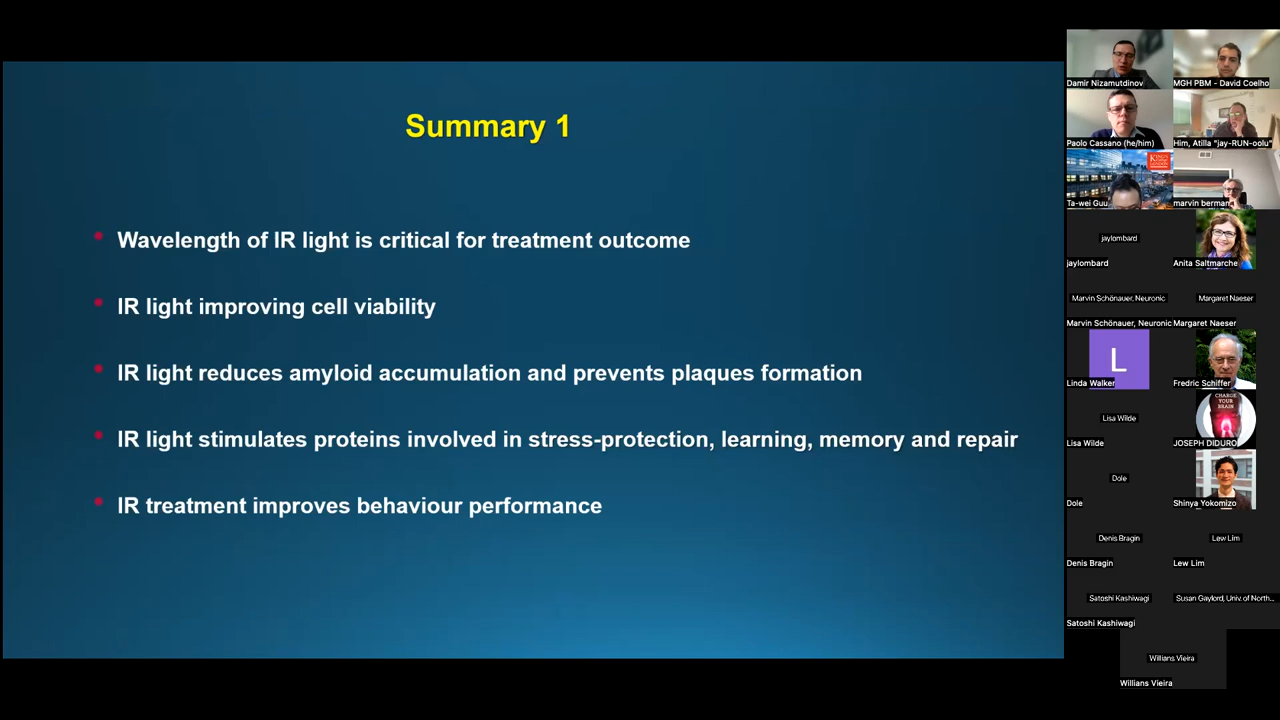 Summary 1
Wavelength of IR light is critical for treatment outcome
IR light improving cell viability
IR light reduces amyloid accumulation and prevents plaques formation
IR light stimulates proteins involved in stress-protection, learning, memory and repair
IR treatment improves behaviour performance
Damir Nizamutdinov
MGH PBM - David Coelho
Paolo Cassano (he/him)
Him, Atilla "jay-RUN-oolu"
KING'S
College
LONDON
Ta-wei Guu
marvin berman
jaylombard
jaylombard
Anita Saltmarche
Marvin Schönauer, Neuronic
Margaret Naeser
Marvin Schönauer, Neuronic
Margaret Naeser
L
Linda Walker
Fredric Schiffer
Lisa Wilde
Lisa Wilde
CHARGE
YOUR
BRAIN
JOSEPH DIDURO
Dole
Dole
Shinya Yokomizo
Denis Bragin
Lew Lim
Denis Bragin
Lew Lim
Satoshi Kashiwagi
Susan Gaylord, Univ. of North...
Satoshi Kashiwagi
Willians Vieira
Willians Vieira